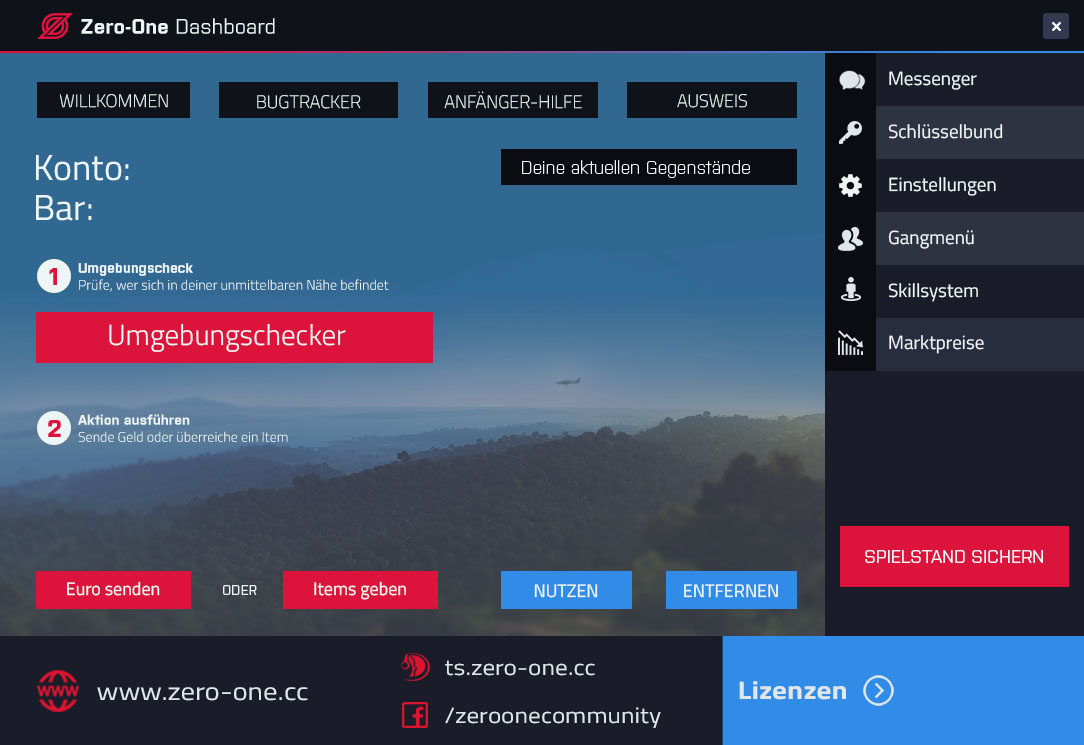 Zero-One Dashboard
WILLKOMMEN
BUGTRACKER
ANFÄNGER-HILFE
AUSWEIS
Konto:
Bar:
Deine aktuellen Gegenstände
1
Umgebungscheck
Prüfe, wer sich in deiner unmittelbaren Nähe befindet
Umgebungschecker
2
Aktion ausführen
Sende Geld oder überreiche ein Item
Euro senden
ODER
Items geben
NUTZEN
ENTFERNEN
Messenger
Schlüsselbund
Einstellungen
Gangmenü
Skillsystem
Marktpreise
SPIELSTAND SICHERN
WWW
www.zero-one.cc
ts.zero-one.cc
/zeroonecommunity
Lizenzen